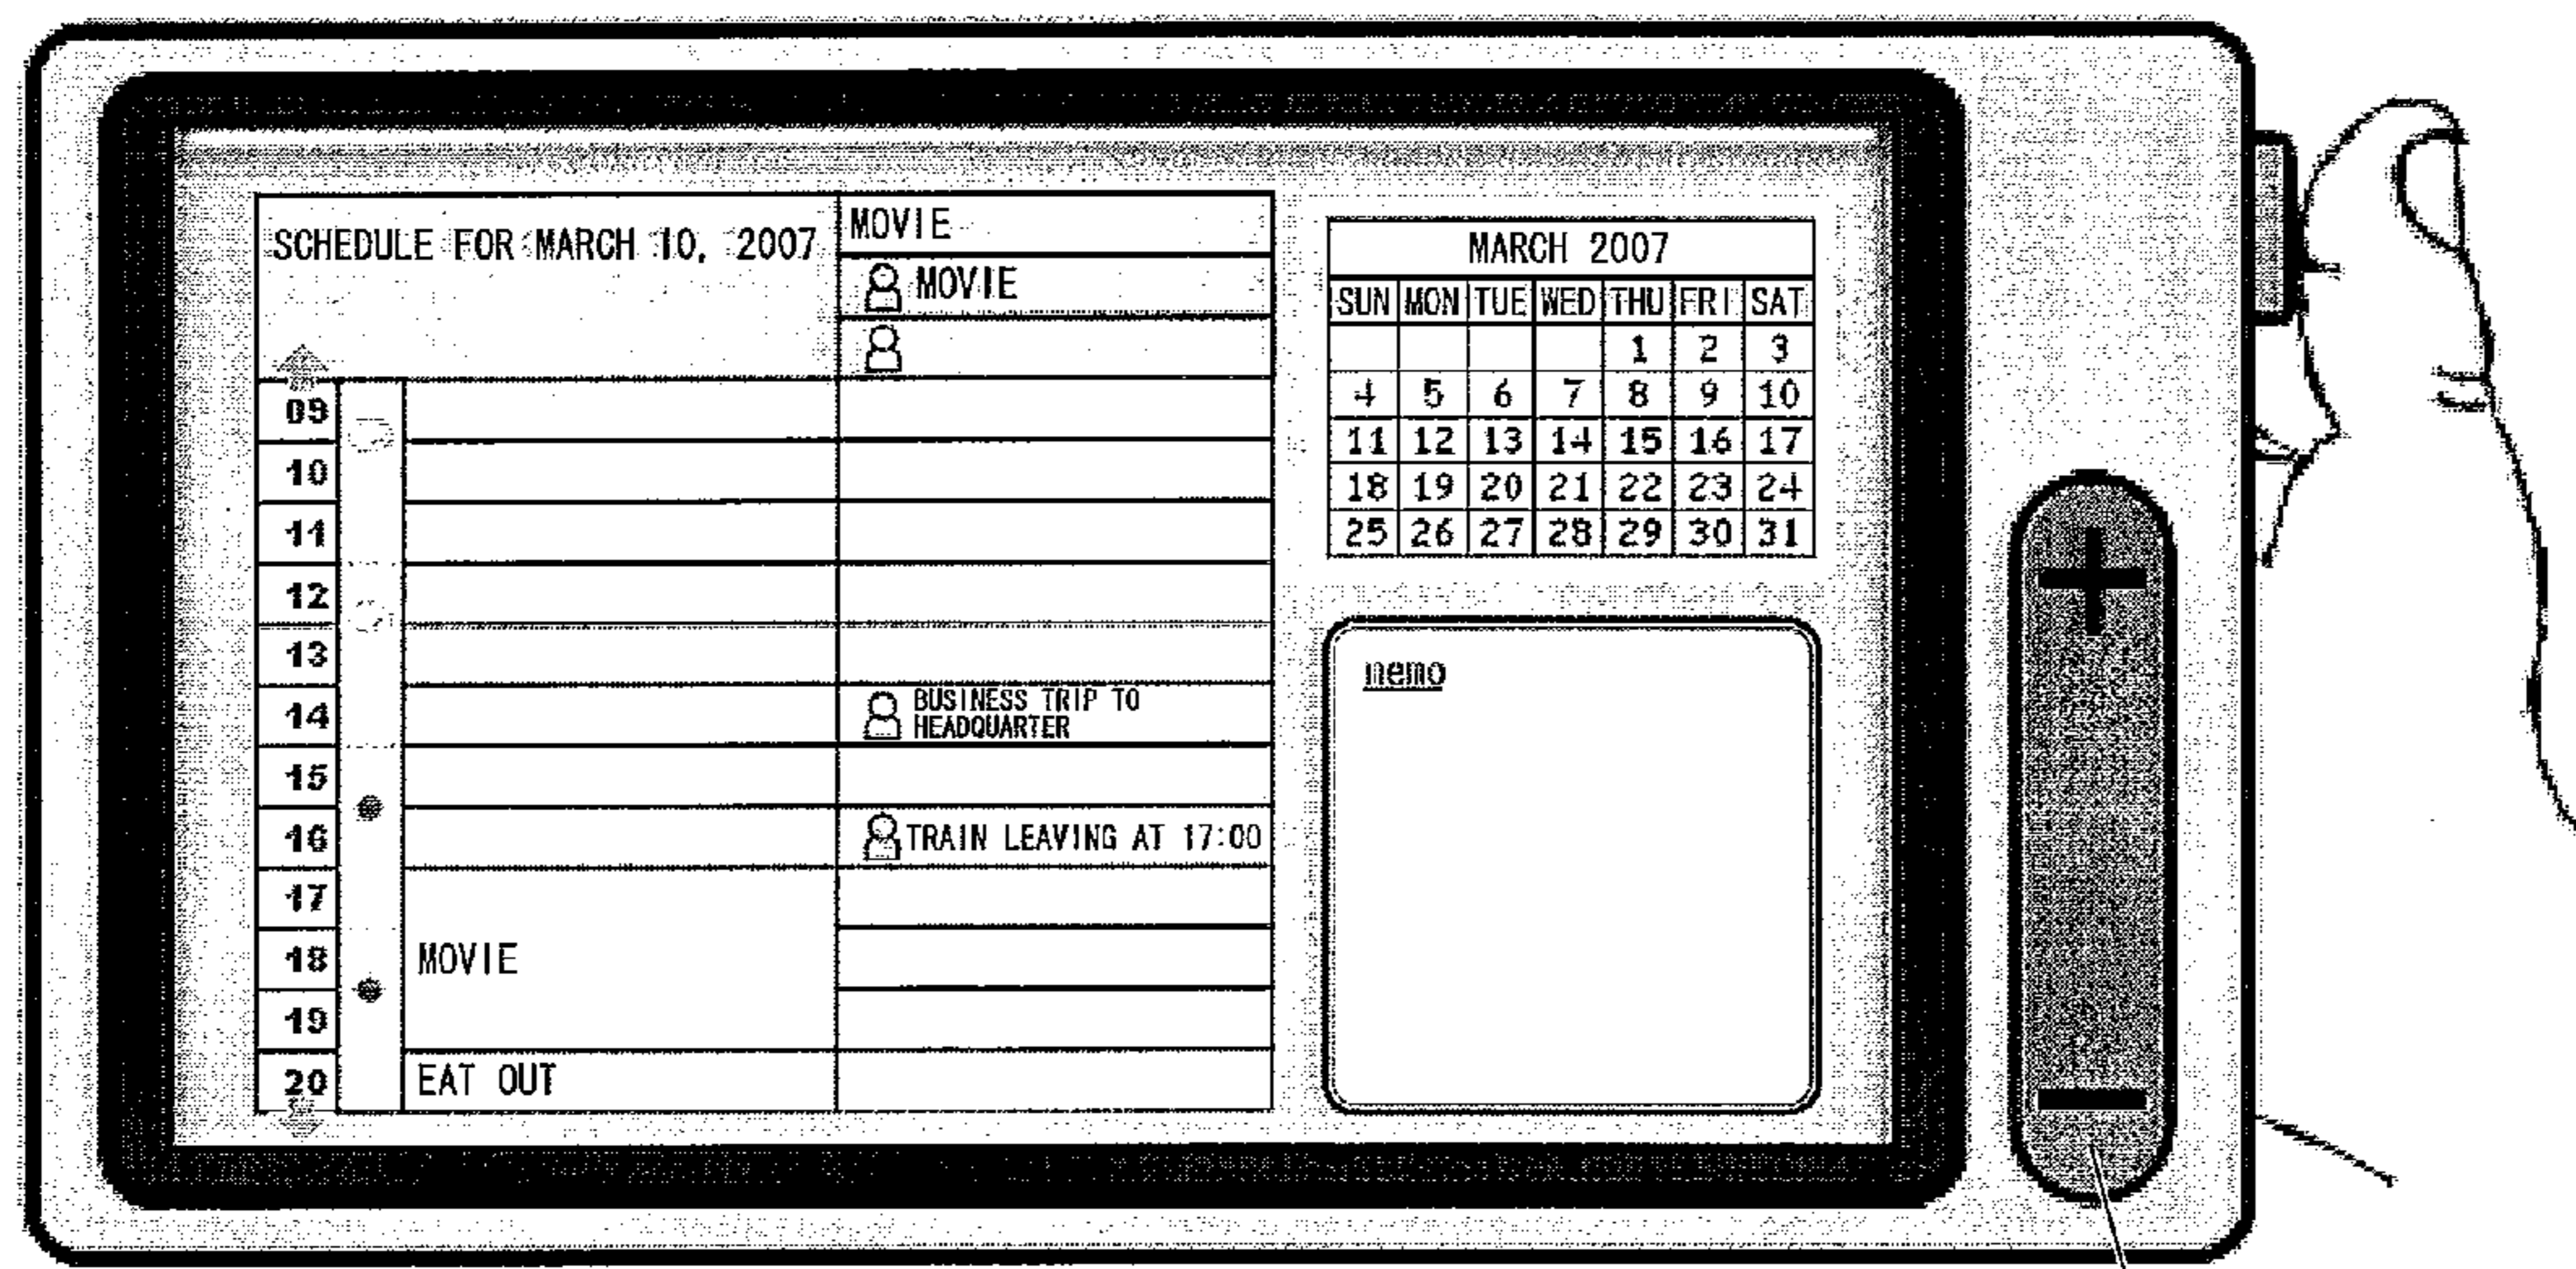 SCHEDULE FOR MARCH 10, 2007
MOVIE
MOVIE
09
10
11
12
13
14 BUSINESS TRIP TO
HEADQUARTER
15
16 TRAIN LEAVING AT 17:00
17
18 MOVIE
19
20 EAT OUT
MARCH 2007
SUN MON TUE WED THU FRI SAT
1 2 3
4 5 6 7 8 9 10
11 12 13 14 15 16 17
18 19 20 21 22 23 24
25 26 27 28 29 30 31
memo
+
−